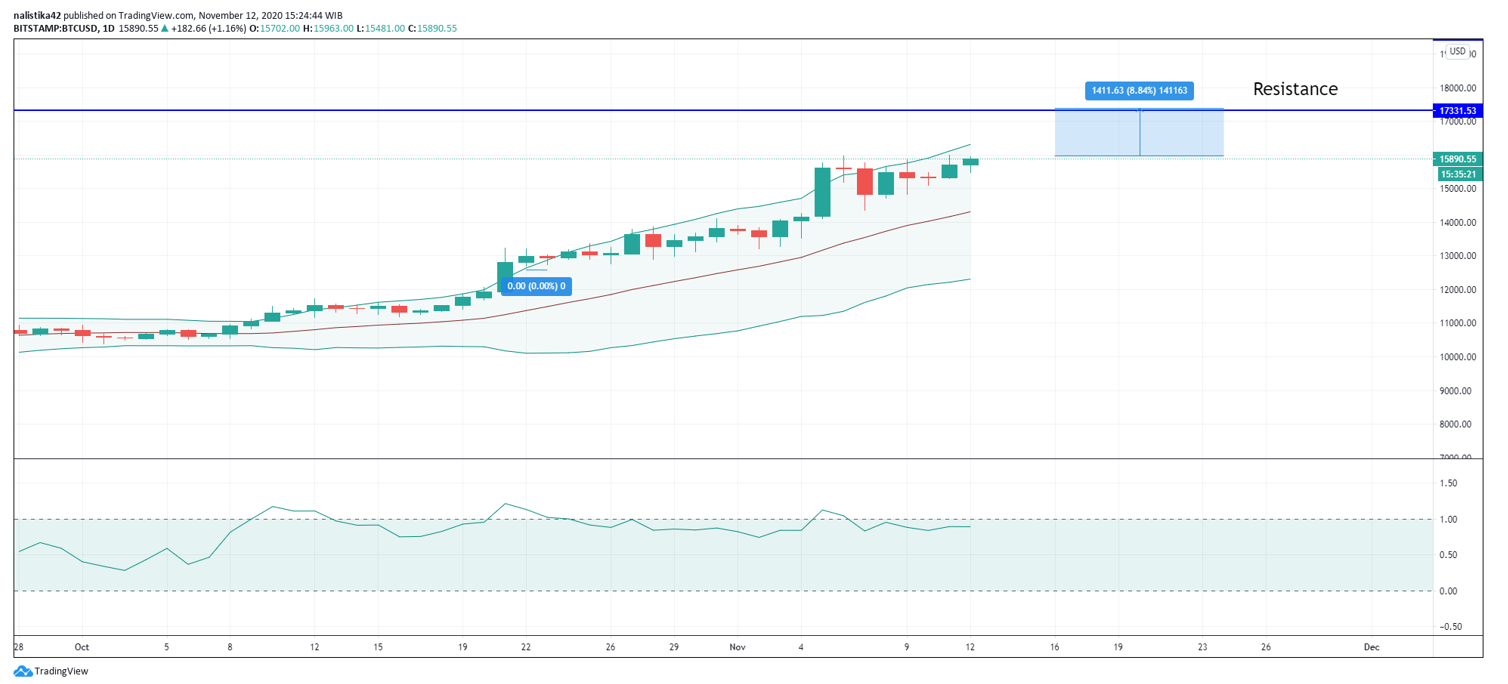 nalistika42 published on TradingView.com, November 12, 2020 15:24:44 WIB
BITSTAMP:BTCUSD, 1D 15890.55 ▲ +182.66 (+1.16%) O:15702.00 H:15963.00 L:15481.00 C:15890.55
USD
1411.63 (8.84%) 141163
Resistance
18000.00
17331.53
17000.00
15890.55
15:35:21
15000.00
14000.00
13000.00
0.00 (0.00%) 0
12000.00
11000.00
10000.00
9000.00
8000.00
7000.00
1.50
1.00
0.50
0.00
−0.50
28 Oct 5 8 12 15 19 22 26 29 Nov 4 9 12 16 19 23 26 Dec
TradingView